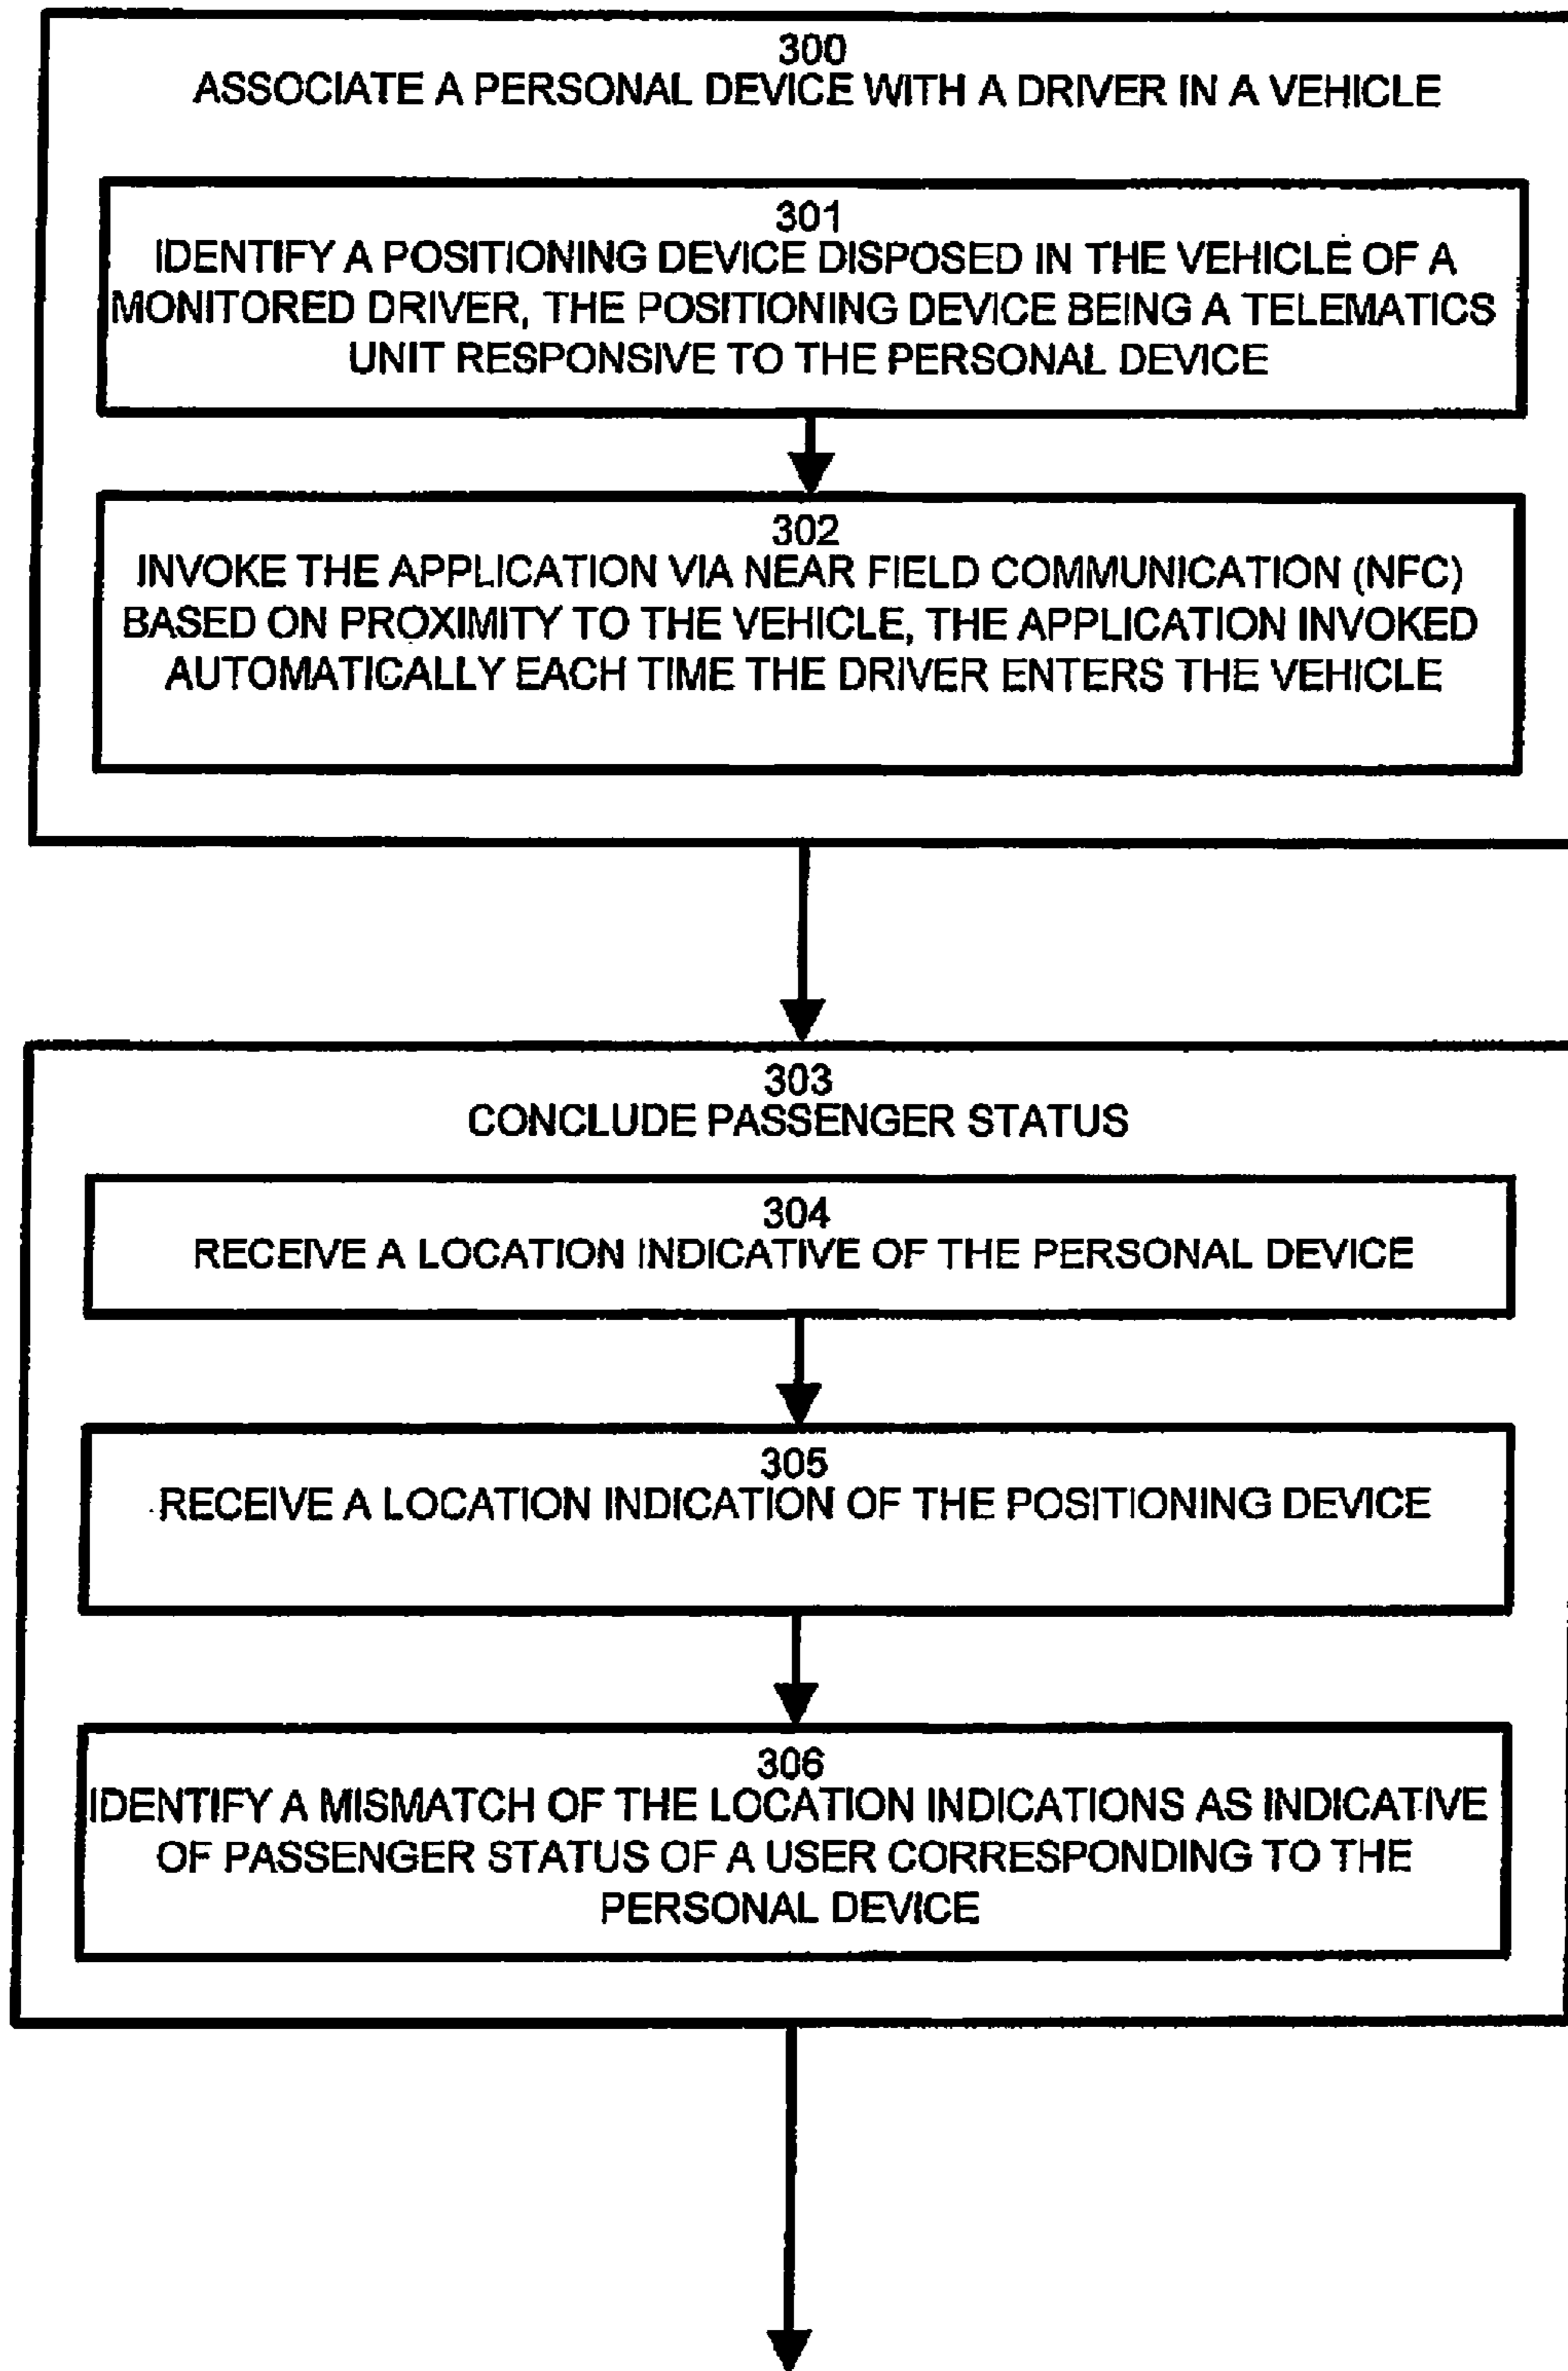 300
ASSOCIATE A PERSONAL DEVICE WITH A DRIVER IN A VEHICLE
301
IDENTIFY A POSITIONING DEVICE DISPOSED IN THE VEHICLE OF A
MONITORED DRIVER, THE POSITIONING DEVICE BEING A TELEMATICS
UNIT RESPONSIVE TO THE PERSONAL DEVICE
302
INVOKE THE APPLICATION VIA NEAR FIELD COMMUNICATION (NFC)
BASED ON PROXIMITY TO THE VEHICLE, THE APPLICATION INVOKED
AUTOMATICALLY EACH TIME THE DRIVER ENTERS THE VEHICLE
303
CONCLUDE PASSENGER STATUS
304
RECEIVE A LOCATION INDICATIVE OF THE PERSONAL DEVICE
305
RECEIVE A LOCATION INDICATION OF THE POSITIONING DEVICE
306
IDENTIFY A MISMATCH OF THE LOCATION INDICATIONS AS INDICATIVE
OF PASSENGER STATUS OF A USER CORRESPONDING TO THE
PERSONAL DEVICE